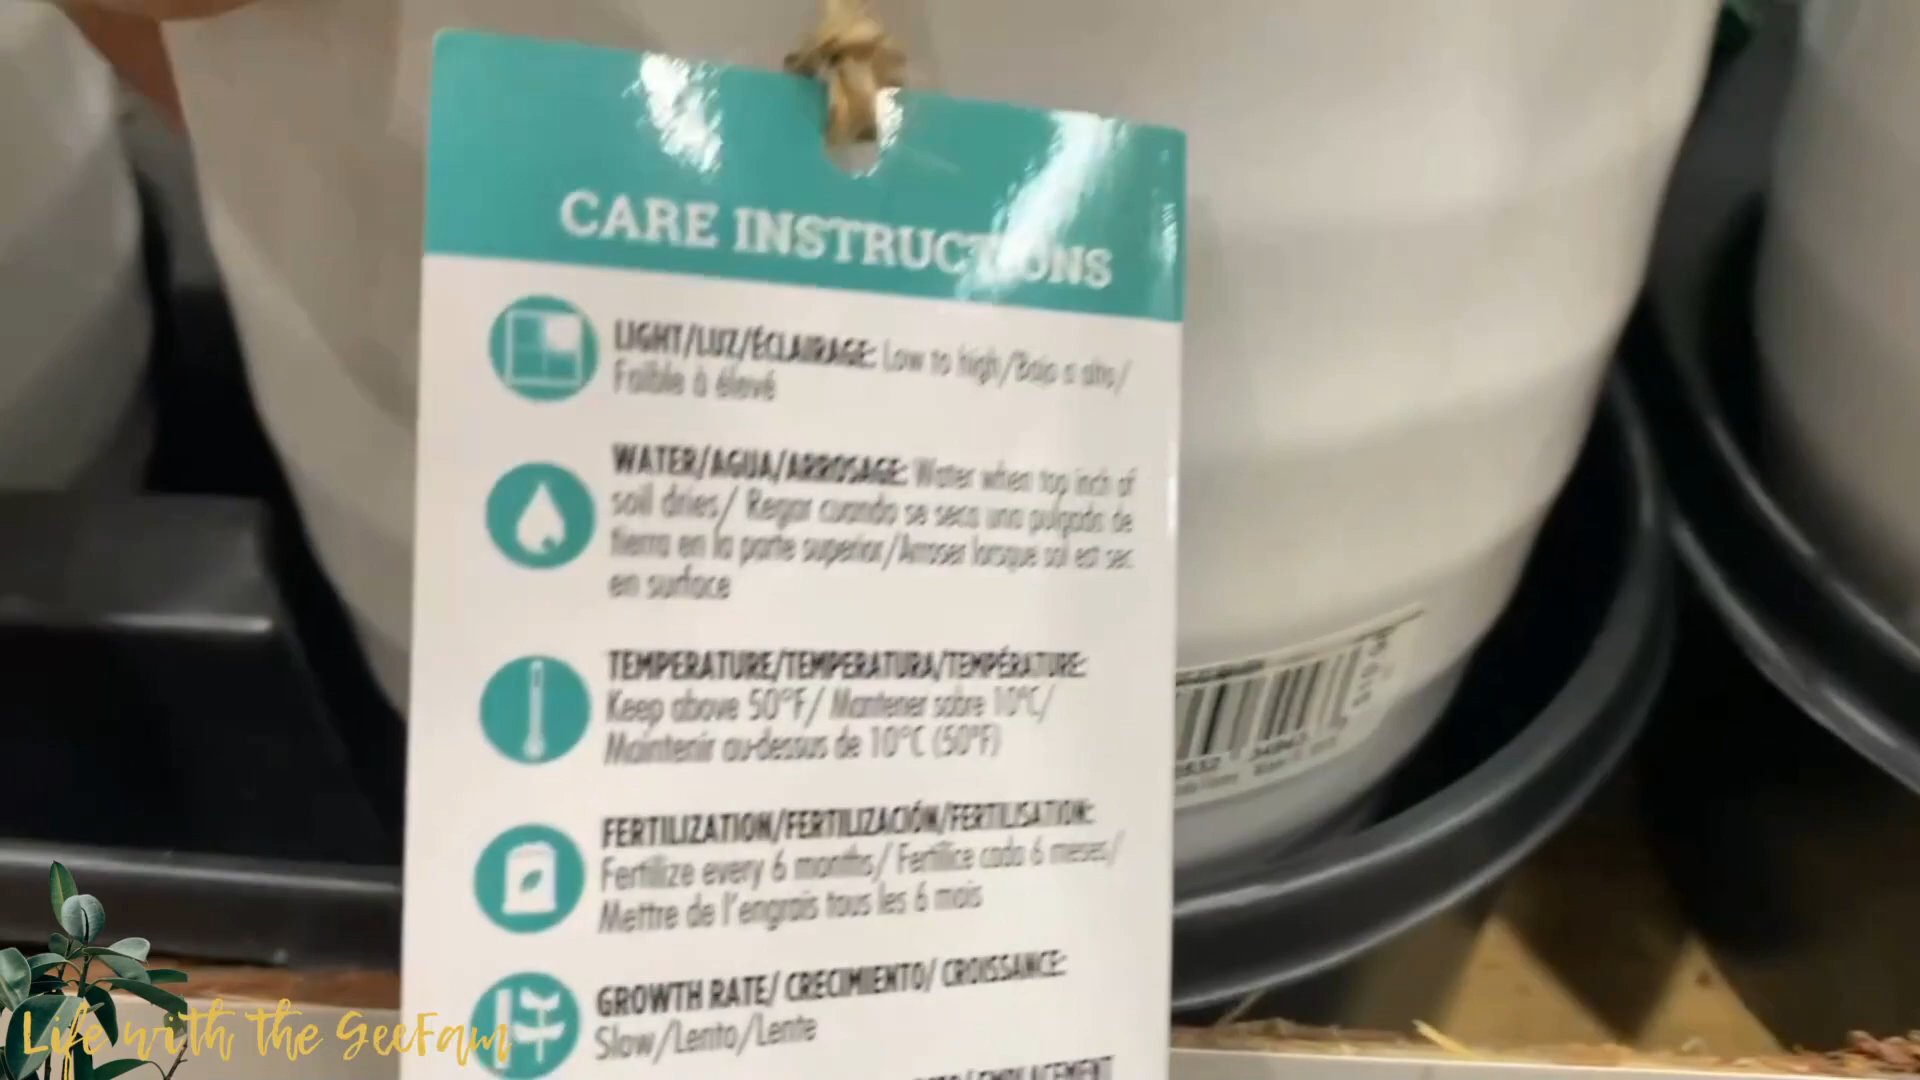 CARE INSTRUCTIONS
LIGHT/LUZ/ÉCLAIRAGE: Low to high/Bajo a alto/
Faible à élevé
WATER/AGUA/ARROSAGE: Water when top inch of
soil dries/ Regar cuando se seca una pulgada de
tierra en la parte superior/Arroser lorsque sol est sec
en surface
TEMPERATURE/TEMPERATURA/TEMPÉRATURE:
Keep above 50°F/ Mantener sobre 10°C/
Maintenir au-dessus de 10°C (50°F)
FERTILIZATION/FERTILIZACIÓN/FERTILISATION:
Fertilize every 6 months/ Fertilice cada 6 meses/
Mettre de l'engrais tous les 6 mois
GROWTH RATE/ CRECIMIENTO/ CROISSANCE:
Slow/Lento/Lente
EMPLACEMENT
Life with the GeeFam